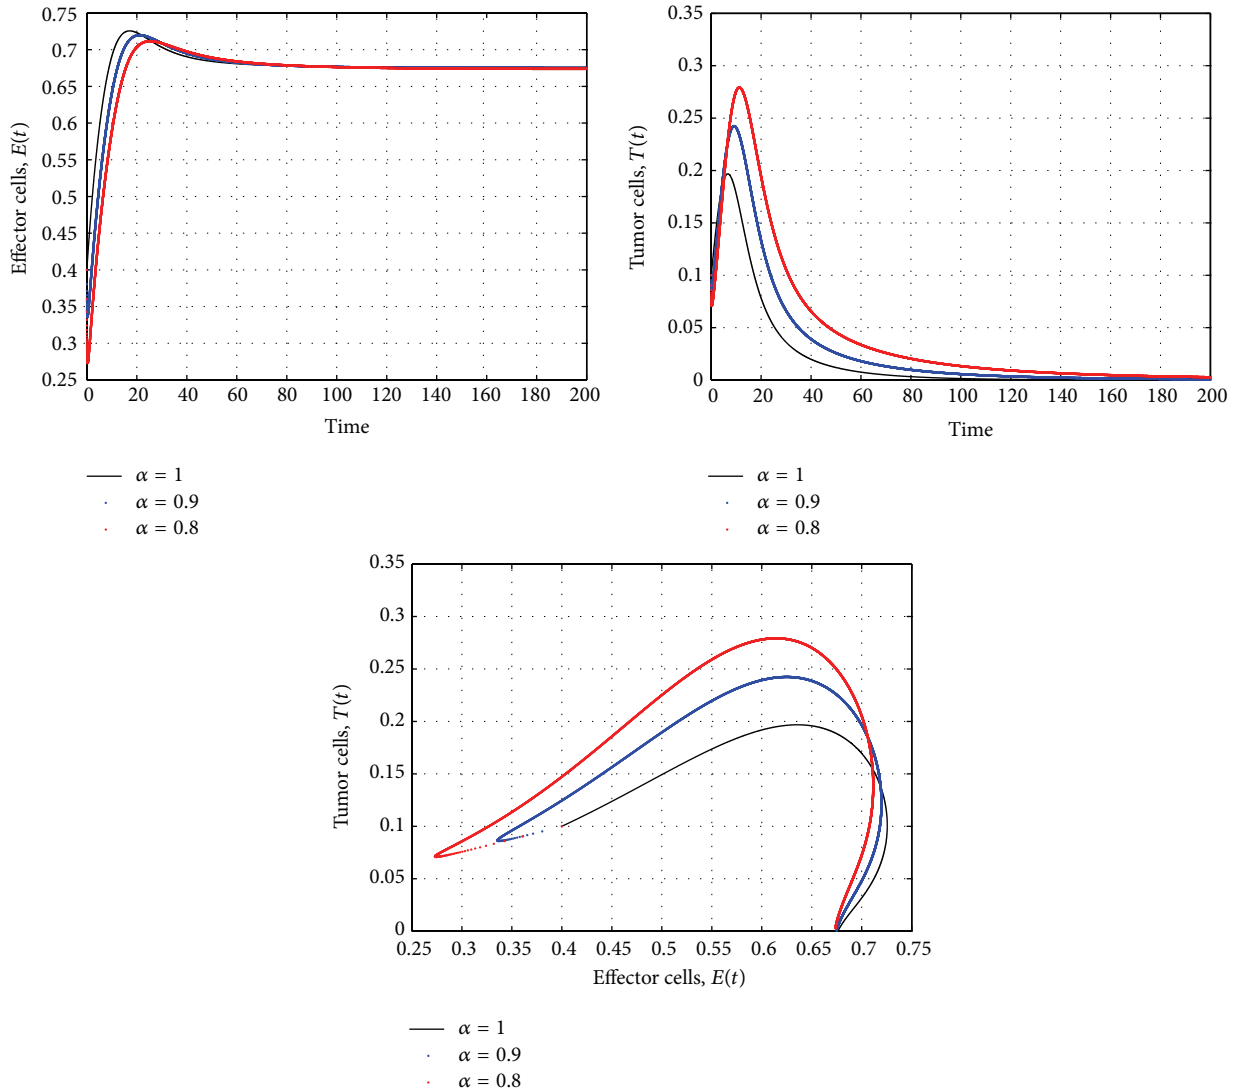 0.75
0.7
0.65
0.6
0.55
0.5
0.45
0.4
0.35
0.3
0.25
Effector cells, E(t)
0 20 40 60 80 100 120 140 160 180 200
Time
α = 1
α = 0.9
α = 0.8
0.35
0.3
0.25
0.2
0.15
0.1
0.05
0
Tumor cells, T(t)
0 20 40 60 80 100 120 140 160 180 200
Time
α = 1
α = 0.9
α = 0.8
0.35
0.3
0.25
0.2
0.15
0.1
0.05
0
Tumor cells, T(t)
0.25 0.3 0.35 0.4 0.45 0.5 0.55 0.6 0.65 0.7 0.75
Effector cells, E(t)
α = 1
α = 0.9
α = 0.8